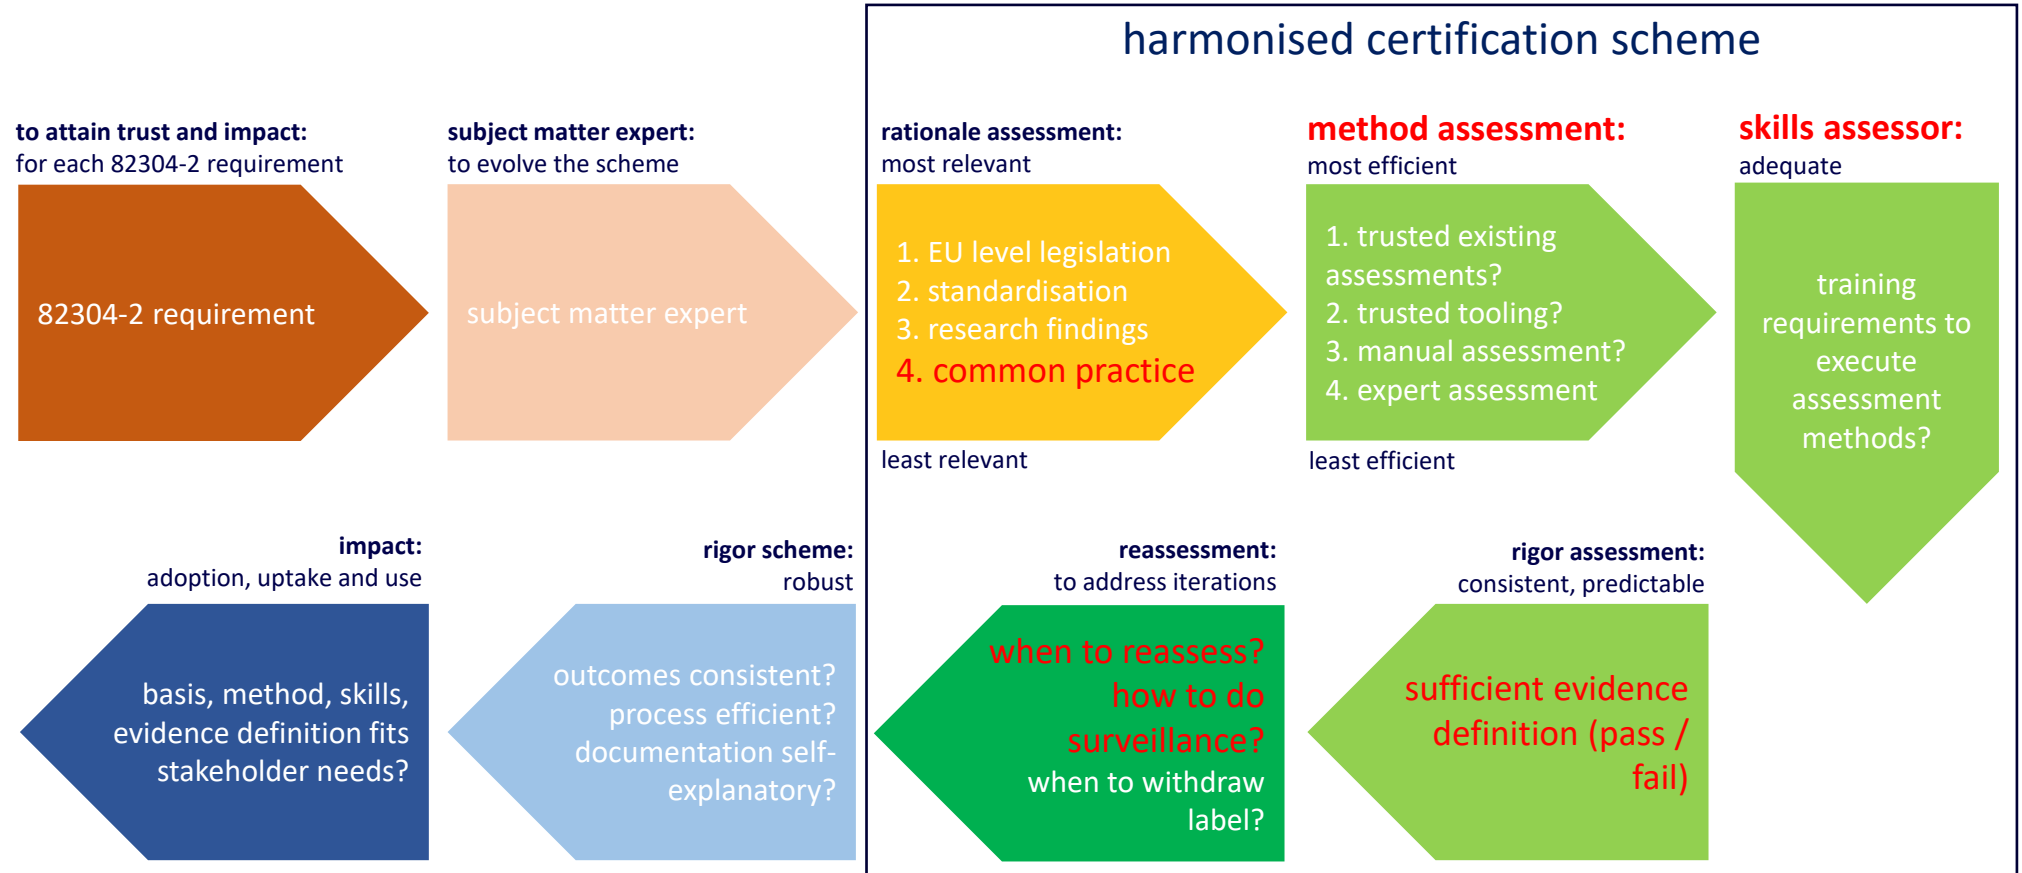 harmonised certification scheme
to attain trust and impact:
for each 82304-2 requirement
82304-2 requirement
subject matter expert:
to evolve the scheme
subject matter expert
rationale assessment:
most relevant
1. EU level legislation
2. standardisation
3. research findings
4. common practice
least relevant
method assessment:
most efficient
1. trusted existing
assessments?
2. trusted tooling?
3. manual assessment?
4. expert assessment
least efficient
skills assessor:
adequate
training
requirements to
execute
assessment
methods?
rigor assessment:
consistent, predictable
sufficient evidence
definition (pass /
fail)
reassessment:
to address iterations
when to reassess?
how to do
surveillance?
when to withdraw
label?
rigor scheme:
robust
outcomes consistent?
process efficient?
documentation self-
explanatory?
impact:
adoption, uptake and use
basis, method, skills,
evidence definition fits
stakeholder needs?